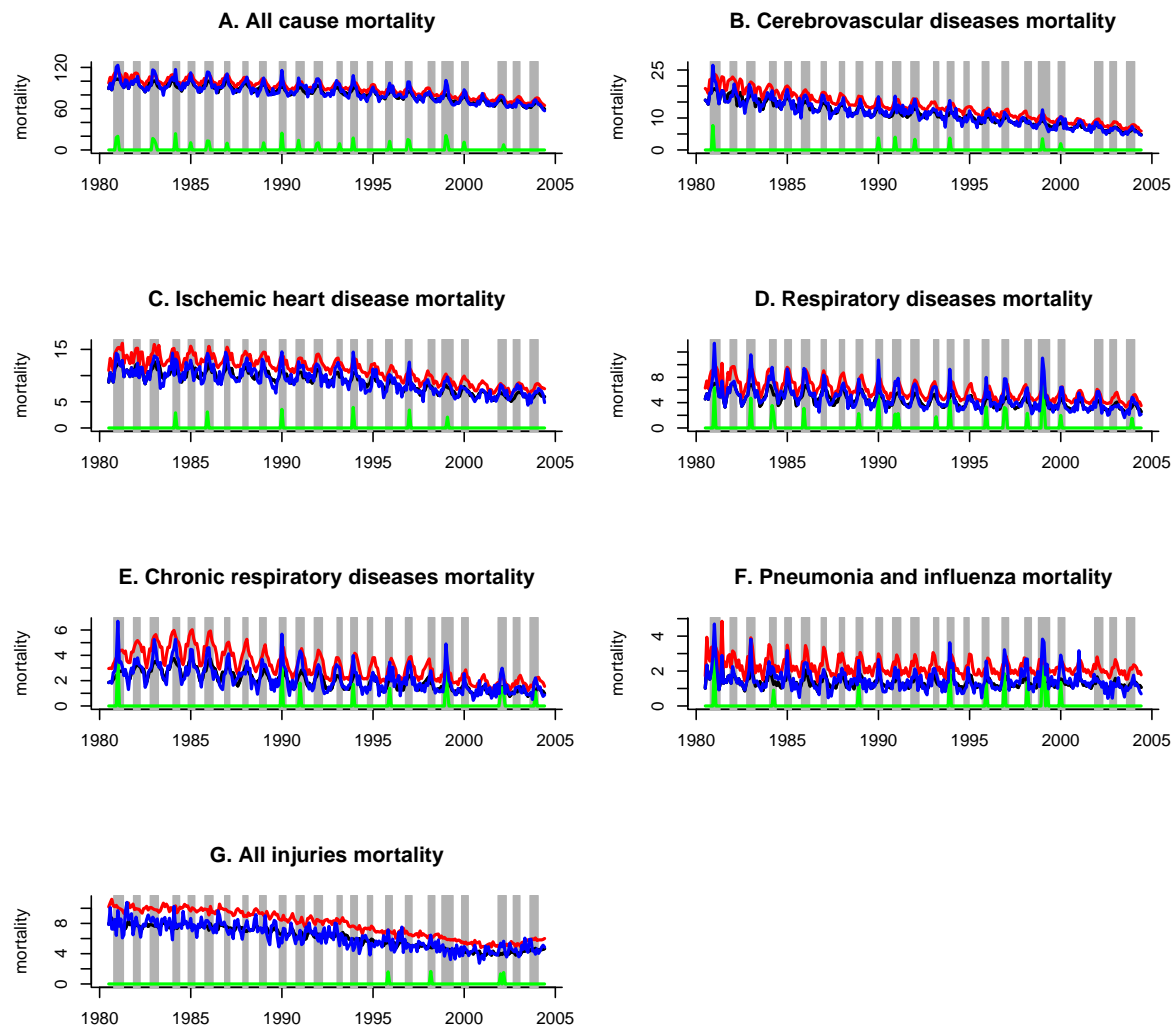 A. All cause mortality
mortality
0 60 120
1980 1985 1990 1995 2000 2005
B. Cerebrovascular diseases mortality
mortality
0 10 25
1980 1985 1990 1995 2000 2005
C. Ischemic heart disease mortality
mortality
0 5 15
1980 1985 1990 1995 2000 2005
D. Respiratory diseases mortality
mortality
0 4 8
1980 1985 1990 1995 2000 2005
E. Chronic respiratory diseases mortality
mortality
0 2 4 6
1980 1985 1990 1995 2000 2005
F. Pneumonia and influenza mortality
mortality
0 2 4
1980 1985 1990 1995 2000 2005
G. All injuries mortality
mortality
0 4 8
1980 1985 1990 1995 2000 2005